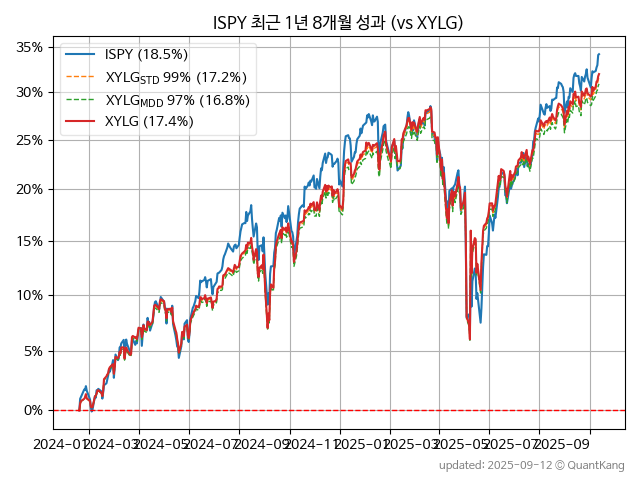 ISPY 최근 1년 8개월 성과 (vs XYLG)
35%
30%
25%
20%
15%
10%
5%
0%
ISPY (18.5%)
XYLG_STD 99% (17.2%)
XYLG_MDD 97% (16.8%)
XYLG (17.4%)
2024-01 2024-03 2024-05 2024-07 2024-09 2024-11 2025-01 2025-03 2025-05 2025-07 2025-09
updated: 2025-09-12 © QuantKang